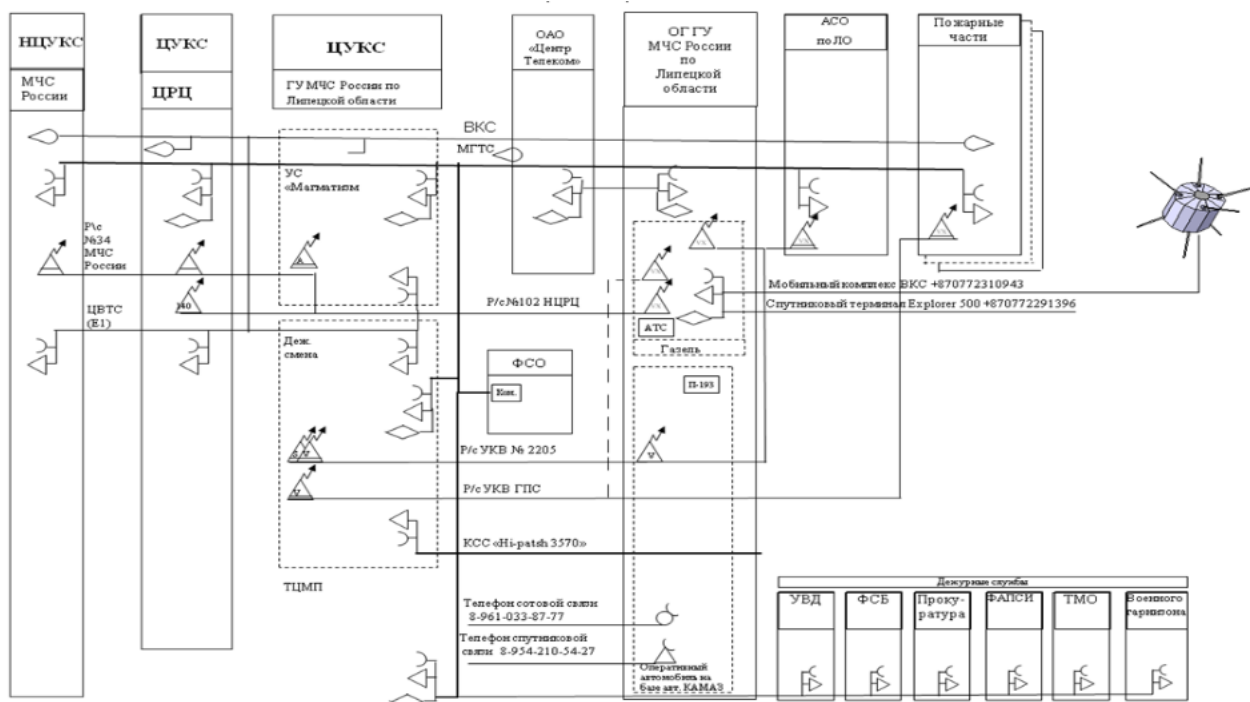 НЦУКС
МЧС
России
ЦУКС
ЦРЦ
ЦУКС
ГУ МЧС России по
Липецкой области
ОАО
«Центр
Телеком»
ОГ ГУ
МЧС России
по
Липецкой
области
АСО
по ЛО
Пожарные
части
ВКС
МГТС
УС
«Магматизм
Р\с
№34
МЧС
России
А
140
ЦВТС
(Е1)
Р/с №102 НЦРЦ
Мобильный комплекс ВКС +870772310943
Спутниковый терминал Explorer 500 +870772291396
АТС
Газель
Деж.
смена
ФСО
Ком.
П-193
Р/с УКВ № 2205
V
V
Р/с УКВ ГПС
V
КСС «Hi-patsh 3570»
ТЦМП
Телефон сотовой связи
8-961-033-87-77
Телефон спутниковой
связи 8-954-210-54-27
Оперативный
автомобиль на
базе авт. КАМАЗ
Дежурные службы
УВД
ФСБ
Проку-
ратура
ФАПСИ
ТМО
Военного
гарнизона